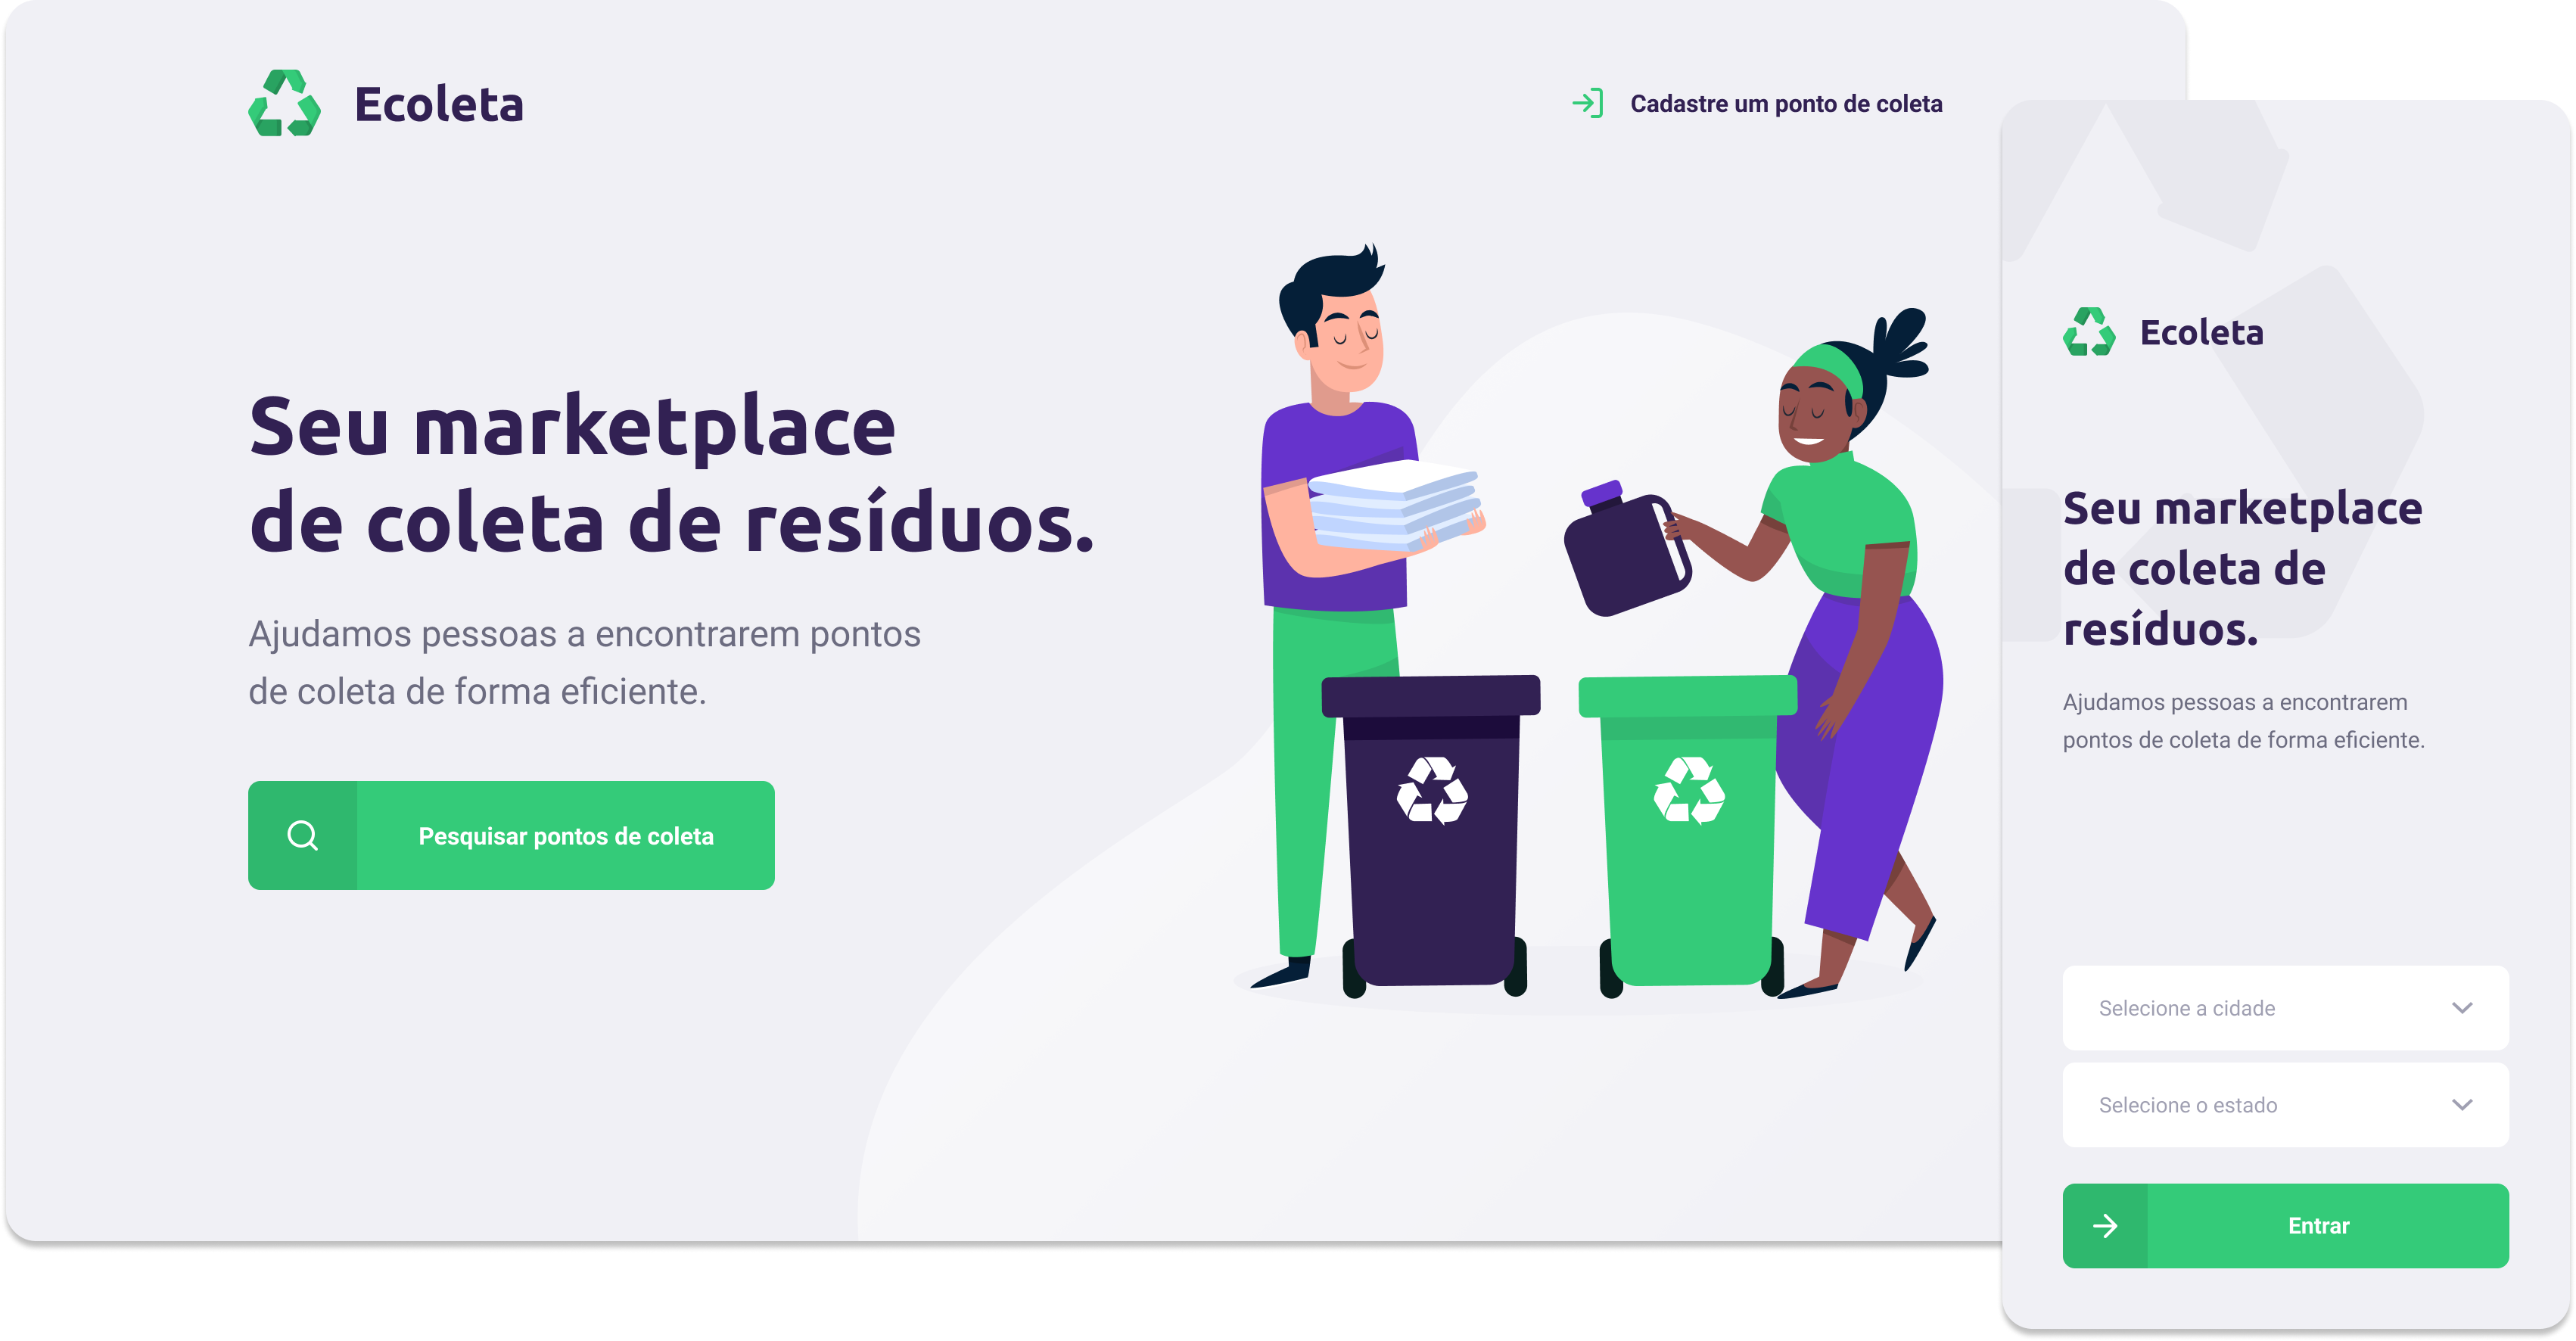 Ecoleta
Cadastre um ponto de coleta
Seu marketplace
de coleta de resíduos.
Ajudamos pessoas a encontrarem pontos
de coleta de forma eficiente.
Pesquisar pontos de coleta
Ecoleta
Seu marketplace
de coleta de
resíduos.
Ajudamos pessoas a encontrarem
pontos de coleta de forma eficiente.
Selecione a cidade
Selecione o estado
Entrar